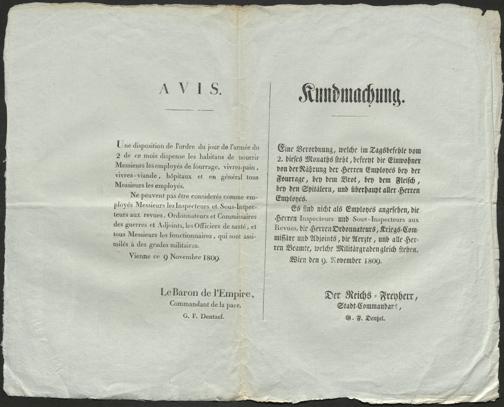 AVIS.
Une disposition de l'ordre du jour de l'armée du
2 de ce mois dispense les habitans de nourrir
Messieurs les employés de fourrage, vivres-pain,
vivres-viande, hôpitaux et en général tous
Messieurs les employés.
Ne peuvent pas être considerés comme em-
ployés Messieurs les Inspecteurs et Sous-Inspec-
teurs aux revues, Ordonnateurs et Commissaires
des guerres et Adjoints, les Officiers de santé, et
tous Messieurs les fonctionnaires, qui sont assi-
milés à des grades militaires.
Vienne ce 9 Novembre 1809
Le Baron de l'Empire,
Commandant de la place.
G. F. Dentzel.
Kundmachung.
Eine Verordnung, welche im Tagsbefehle vom
2. dieses Monaths steht, befreyt die Einwohner
von der Nährung der Herren Employes bey der
Fourrage, bey dem Brot, bey dem Fleisch,
bey den Spitälern, und überhaupt aller Herren
Employes.
Es sind nicht als Employes angesehen, die
Herren Inspecteurs und Sous-Inspecteurs aux
Revues, die Herren Ordonnateurs, Kriegs-Com-
missäre und Adjoints, die Aerzte, und alle Her-
ren Beamte, welche Militärgraden gleich stehen.
Wien den 9. November 1809.
Der Reichs-Freyherr,
Stadt-Commandant,
G. F. Dentzel.